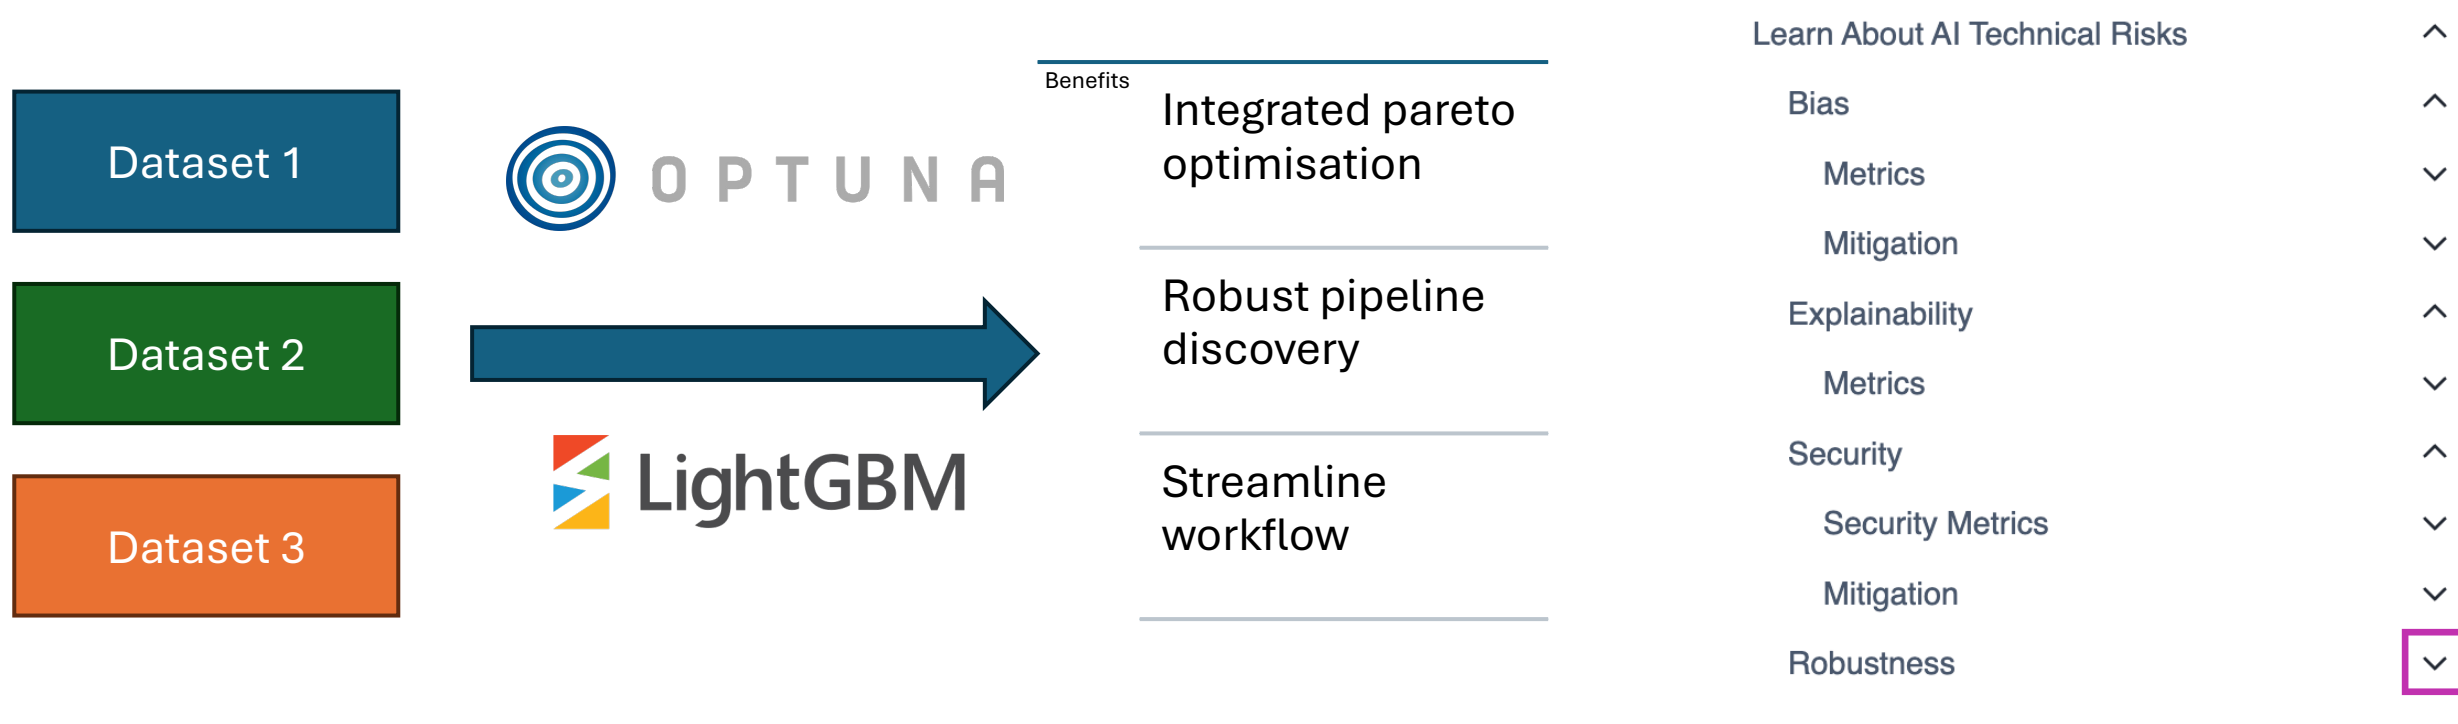 Dataset 1
Dataset 2
Dataset 3
OPTUNA
LightGBM
Benefits
Integrated pareto
optimisation
Robust pipeline
discovery
Streamline
workflow
Learn About AI Technical Risks
Bias
Metrics
Mitigation
Explainability
Metrics
Security
Security Metrics
Mitigation
Robustness